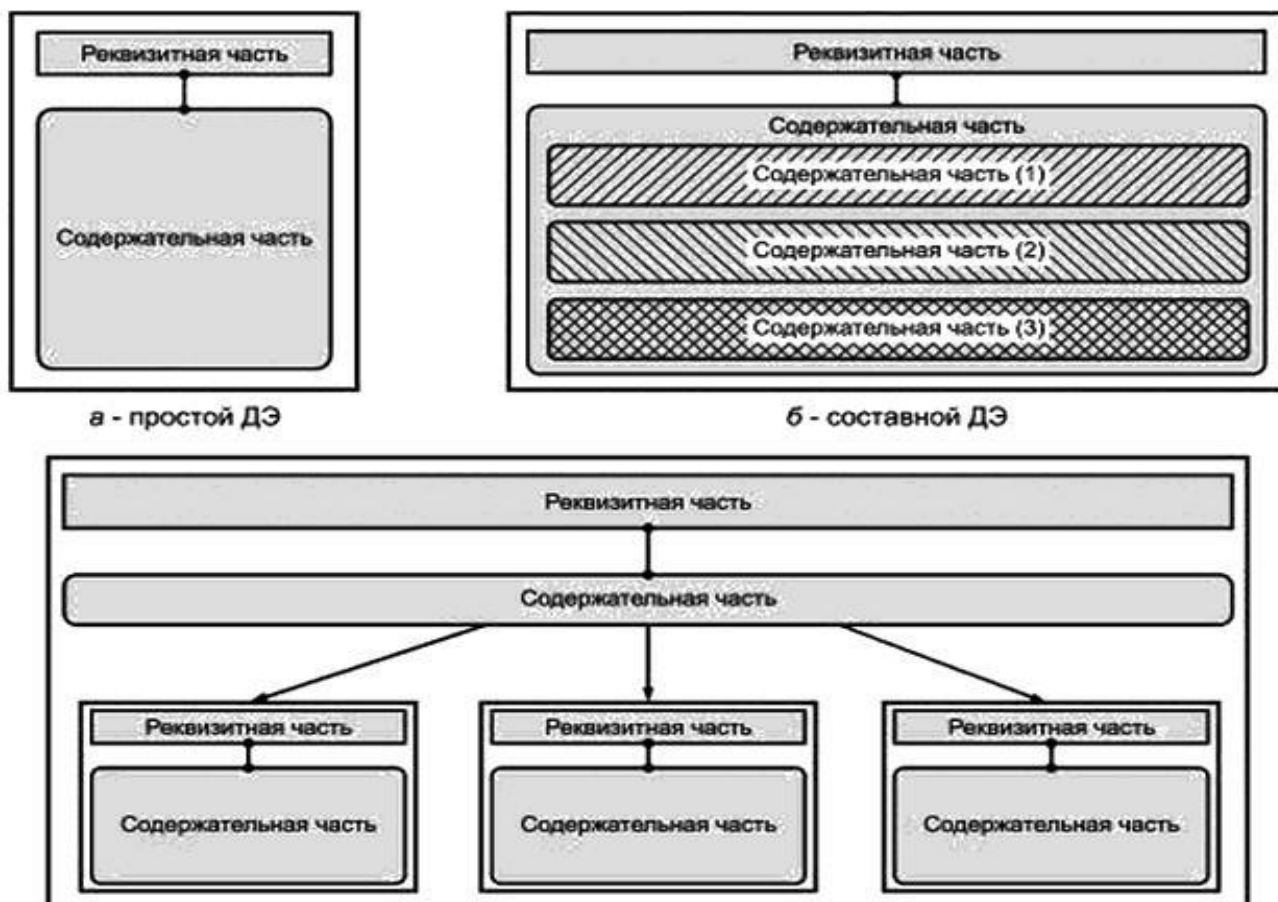 Реквизитная часть
Содержательная часть
а - простой ДЭ
Реквизитная часть
Содержательная часть
Содержательная часть (1)
Содержательная часть (2)
Содержательная часть (3)
б - составной ДЭ
Реквизитная часть
Содержательная часть
Реквизитная часть
Содержательная часть
Реквизитная часть
Содержательная часть
Реквизитная часть
Содержательная часть